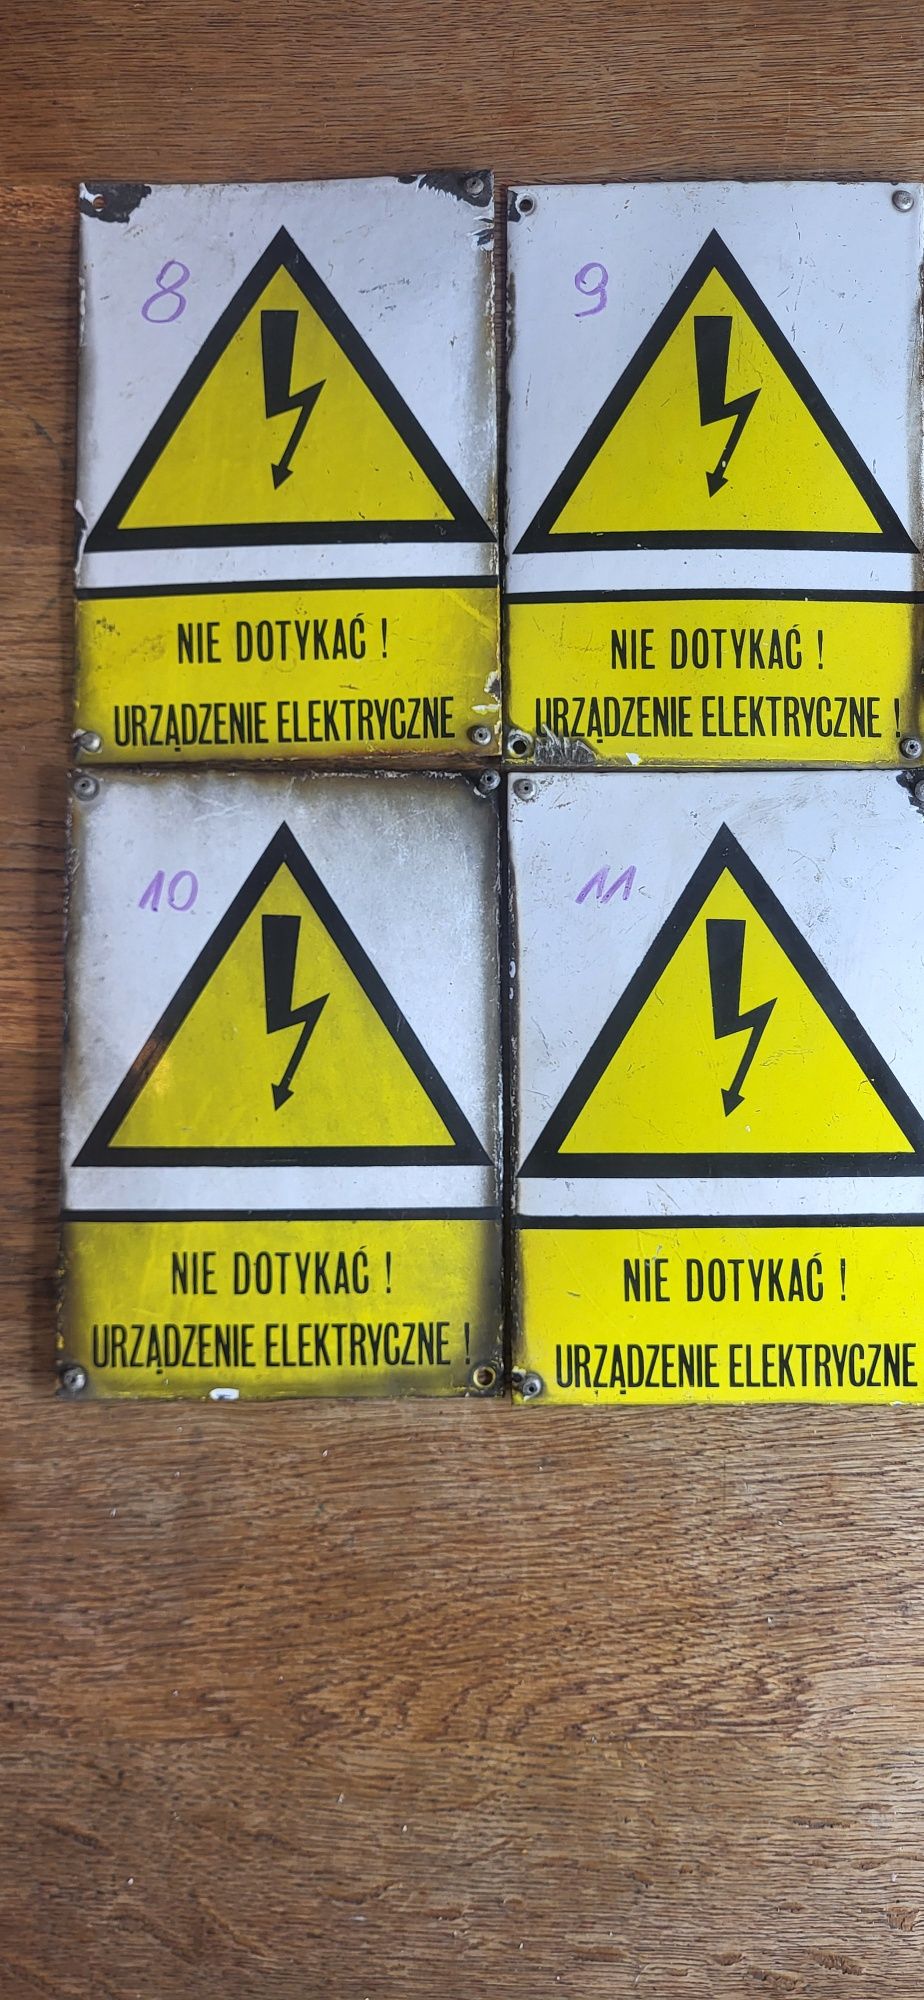 8
NIE DOTYKAĆ !
URZĄDZENIE ELEKTRYCZNE
9
NIE DOTYKAĆ !
URZĄDZENIE ELEKTRYCZNE !
10
NIE DOTYKAĆ !
URZĄDZENIE ELEKTRYCZNE !
11
NIE DOTYKAĆ !
URZĄDZENIE ELEKTRYCZNE